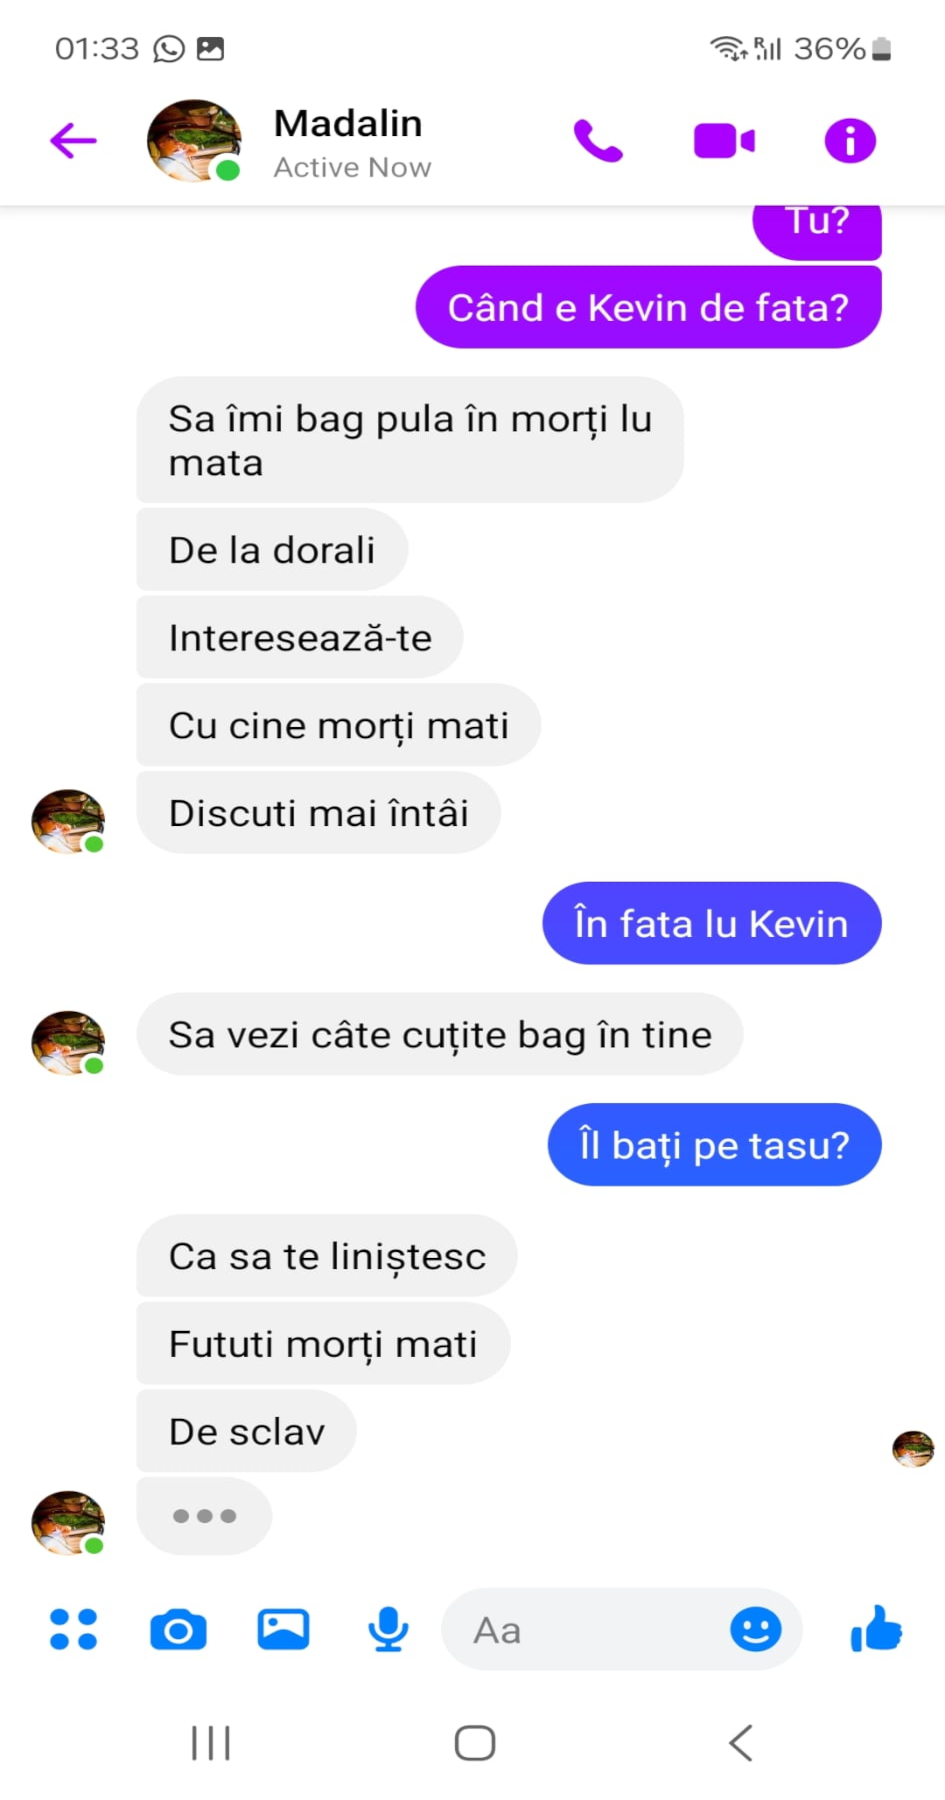 01:33
36%
Madalin
Active Now
Tu?
Când e Kevin de fata?
Sa îmi bag pula în morți lu
mata
De la dorali
Interesează-te
Cu cine morți mati
Discuti mai întâi
În fata lu Kevin
Sa vezi câte cuțite bag în tine
Îl bați pe tasu?
Ca sa te liniștesc
Fututi morți mati
De sclav
Aa